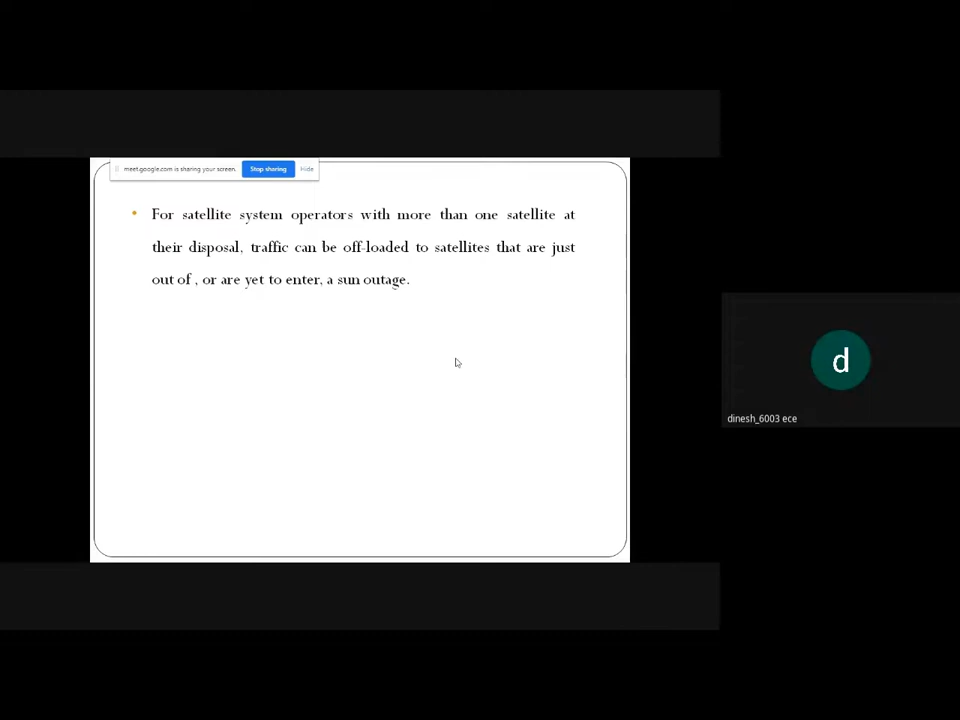 meet.google.com is sharing your screen. Stop sharing Hide
• For satellite system operators with more than one satellite at
their disposal, traffic can be off-loaded to satellites that are just
out of , or are yet to enter, a sun outage.
d
dinesh_6003 ece